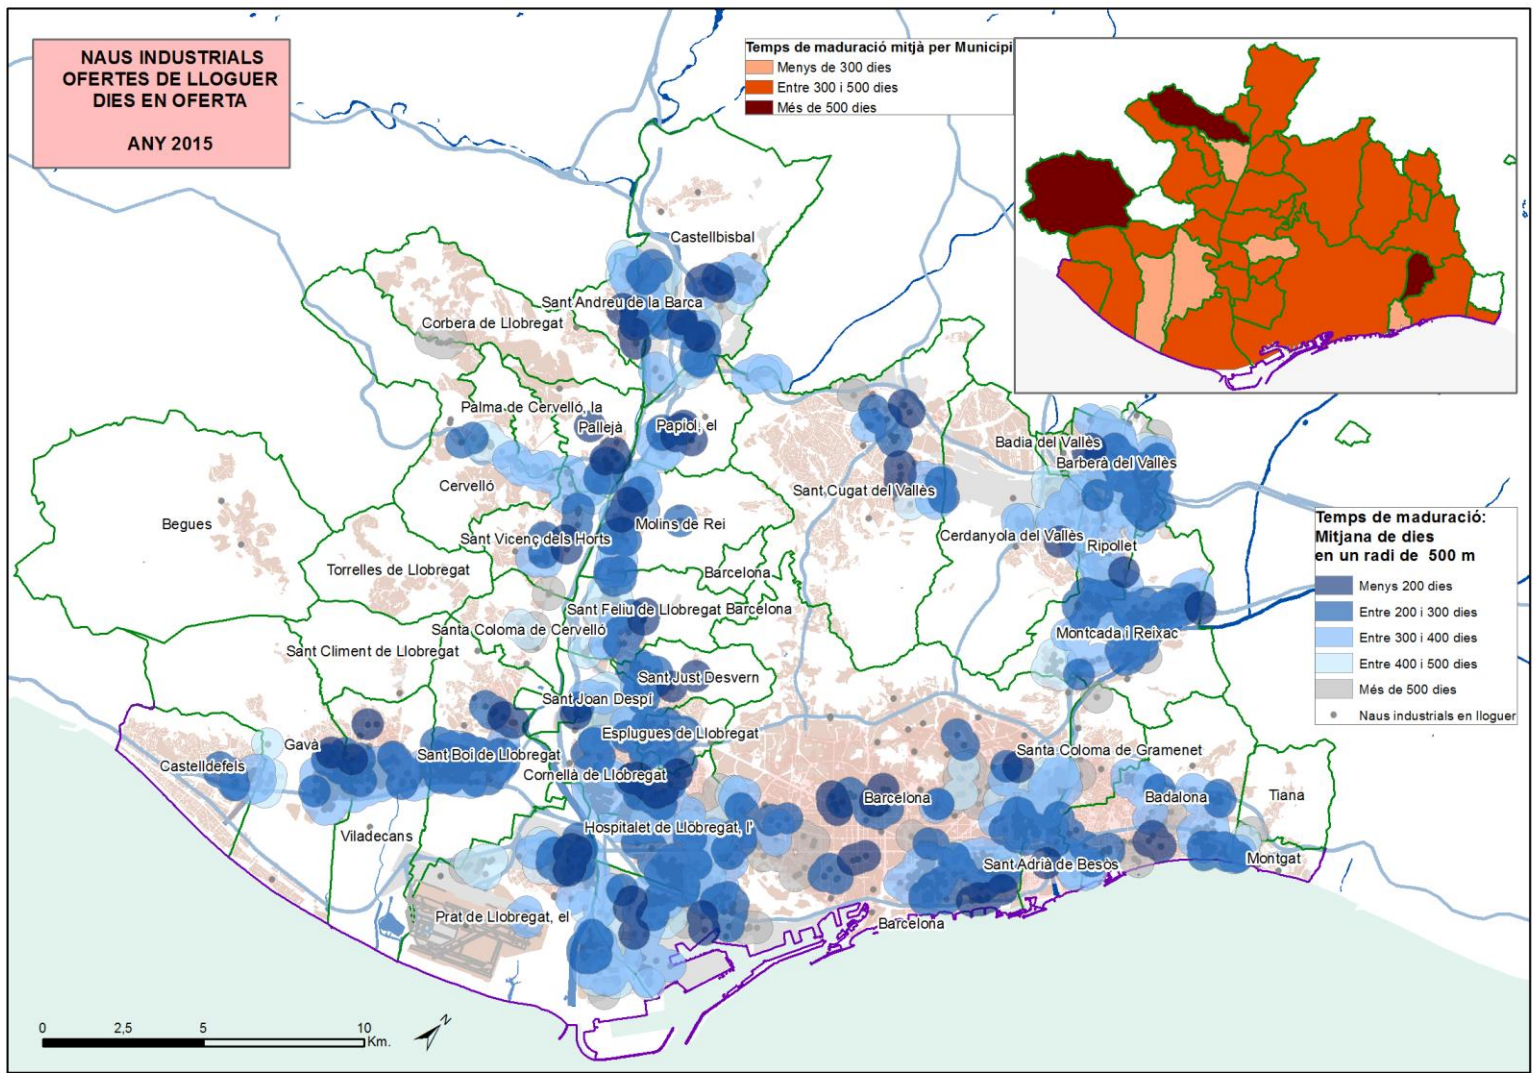 NAUS INDUSTRIALS
OFERTES DE LLOGUER
DIES EN OFERTA
ANY 2015
Temps de maduració mitjà per Municipi
Menys de 300 dies
Entre 300 i 500 dies
Més de 500 dies
Castellbisbal
Sant Andreu de la Barca
Corbera de Llobregat
Palma de Cervelló, la
Pallejà
Papiol, el
Badia del Vallès
Barberà del Vallès
Cervelló
Sant Cugat del Vallès
Begues
Molins de Rei
Sant Vicenç dels Horts
Cerdanyola del Vallès
Ripollet
Torrelles de Llobregat
Barcelona
Sant Feliu de Llobregat
Barcelona
Santa Coloma de Cervelló
Montcada i Reixac
Sant Climent de Llobregat
Sant Just Desvern
Sant Joan Despí
Esplugues de Llobregat
Gavà
Sant Boi de Llobregat
Santa Coloma de Gramenet
Castelldefels
Cornellà de Llobregat
Barcelona
Badalona
Tiana
Viladecans
Hospitalet de Llobregat, l'
Sant Adrià de Besòs
Montgat
Prat de Llobregat, el
Barcelona
Temps de maduració:
Mitjana de dies
en un radi de 500 m
Menys 200 dies
Entre 200 i 300 dies
Entre 300 i 400 dies
Entre 400 i 500 dies
Més de 500 dies
Naus industrials en lloguer
0 2,5 5 10
Km.
N